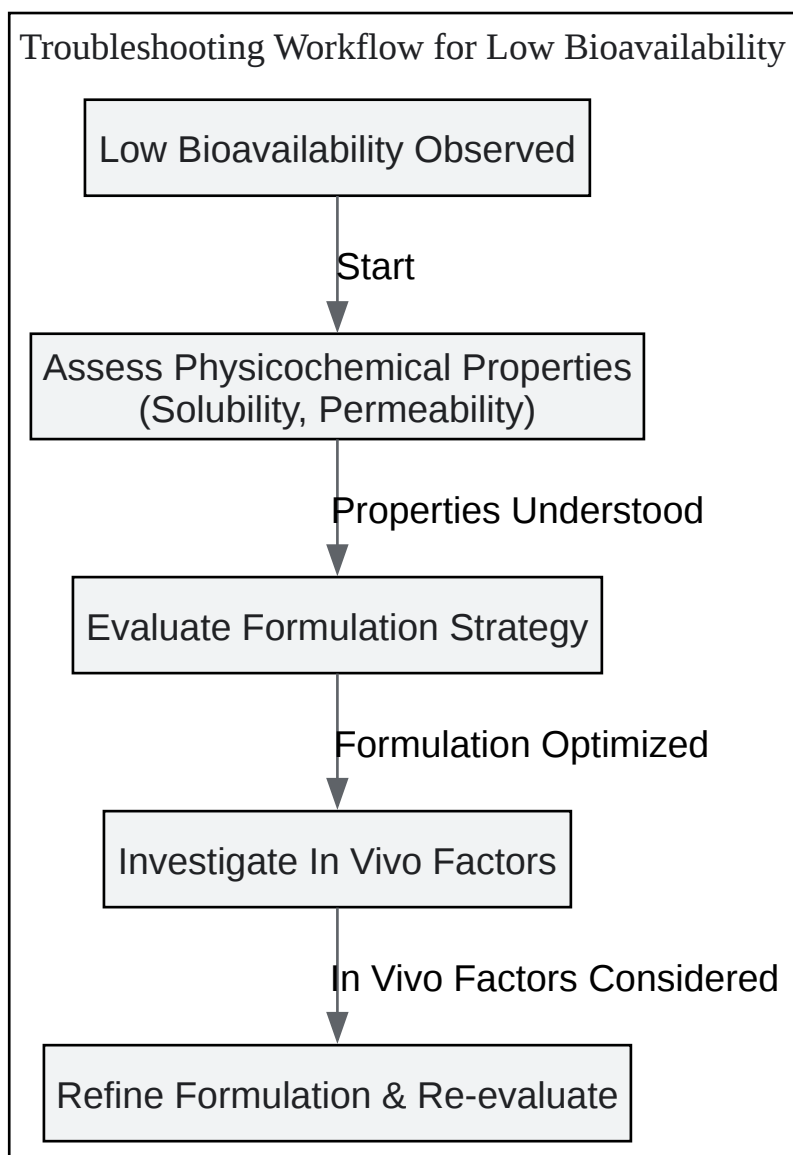 Troubleshooting Workflow for Low Bioavailability
Low Bioavailability Observed
Start
Assess Physicochemical Properties
(Solubility, Permeability)
Properties Understood
Evaluate Formulation Strategy
Formulation Optimized
Investigate In Vivo Factors
In Vivo Factors Considered
Refine Formulation & Re-evaluate